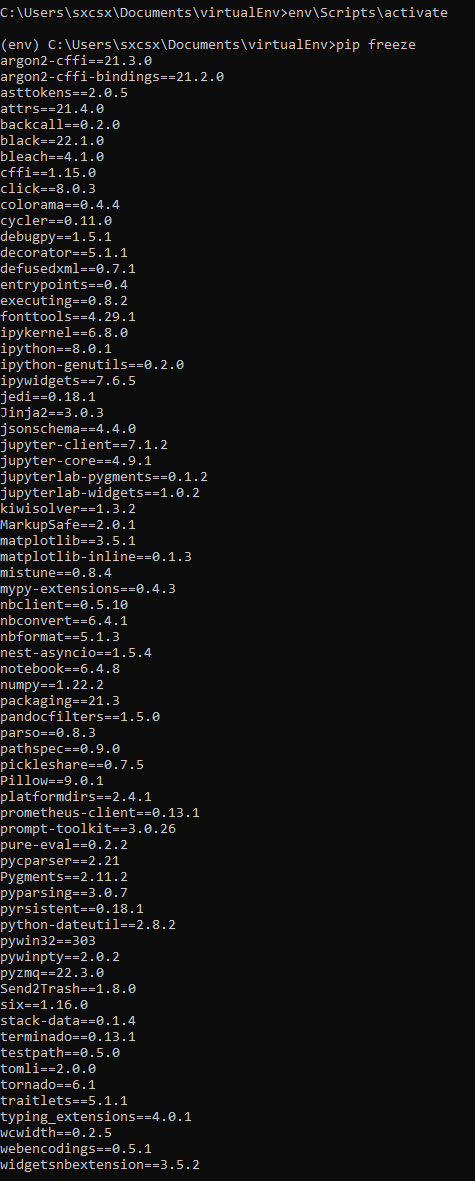 C:\Users\sxcsx\Documents\virtualEnv>env\Scripts\activate
(env) C:\Users\sxcsx\Documents\virtualEnv>pip freeze
argon2-cffi==21.3.0
argon2-cffi-bindings==21.2.0
asttokens==2.0.5
attrs==21.4.0
backcall==0.2.0
black==22.1.0
bleach==4.1.0
cffi==1.15.0
click==8.0.3
colorama==0.4.4
cycler==0.11.0
debugpy==1.5.1
decorator==5.1.1
defusedxml==0.7.1
entrypoints==0.4
executing==0.8.2
fonttools==4.29.1
ipykernel==6.8.0
ipython==8.0.1
ipython-genutils==0.2.0
ipywidgets==7.6.5
jedi==0.18.1
Jinja2==3.0.3
jsonschema==4.4.0
jupyter-client==7.1.2
jupyter-core==4.9.1
jupyterlab-pygments==0.1.2
jupyterlab-widgets==1.0.2
kiwisolver==1.3.2
MarkupSafe==2.0.1
matplotlib==3.5.1
matplotlib-inline==0.1.3
mistune==0.8.4
mypy-extensions==0.4.3
nbclient==0.5.10
nbconvert==6.4.1
nbformat==5.1.3
nest-asyncio==1.5.4
notebook==6.4.8
numpy==1.22.2
packaging==21.3
pandocfilters==1.5.0
parso==0.8.3
pathspec==0.9.0
pickleshare==0.7.5
Pillow==9.0.1
platformdirs==2.4.1
prometheus-client==0.13.1
prompt-toolkit==3.0.26
pure-eval==0.2.2
pycparser==2.21
Pygments==2.11.2
pyparsing==3.0.7
pyrsistent==0.18.1
python-dateutil==2.8.2
pywin32==303
pywinpty==2.0.2
pyzmq==22.3.0
Send2Trash==1.8.0
six==1.16.0
stack-data==0.1.4
terminado==0.13.1
testpath==0.5.0
tomli==2.0.0
tornado==6.1
traitlets==5.1.1
typing_extensions==4.0.1
wcwidth==0.2.5
webencodings==0.5.1
widgetsnbextension==3.5.2